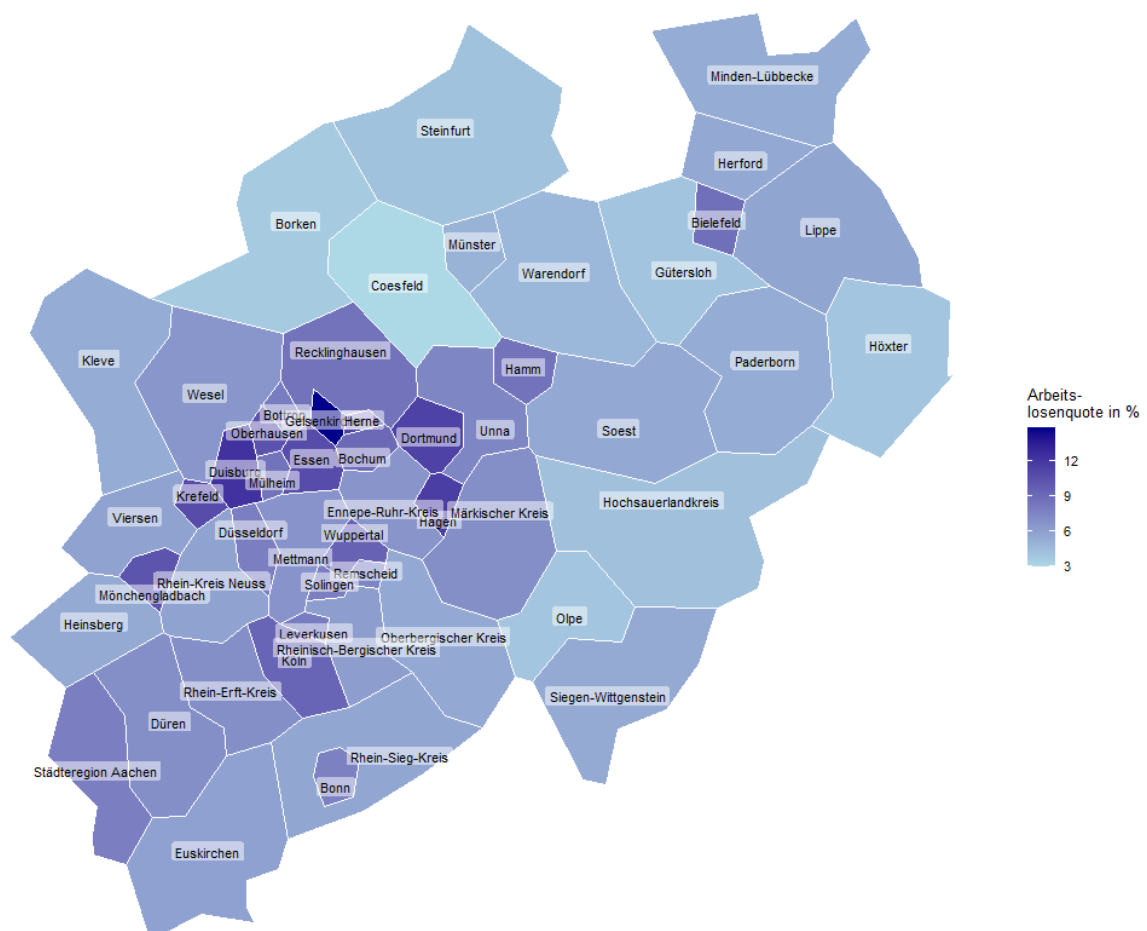 Minden-Lübbecke
Steinfurt
Herford
Borken
Bielefeld
Lippe
Münster
Coesfeld
Warendorf
Gütersloh
Höxter
Recklinghausen
Kleve
Paderborn
Hamm
Wesel
Arbeits-
losenquote in %
Bottrop
Gelsenkirchen
Herne
Oberhausen
Dortmund
Unna
Soest
12
Essen
Bochum
Duisburg
Mülheim
9
Krefeld
Hochsauerlandkreis
Ennepe-Ruhr-Kreis
Märkischer Kreis
Viersen
Hagen
6
Düsseldorf
Wuppertal
Mettmann
3
Remscheid
Rhein-Kreis Neuss
Solingen
Mönchengladbach
Olpe
Heinsberg
Leverkusen
Oberbergischer Kreis
Rheinisch-Bergischer Kreis
Köln
Rhein-Erft-Kreis
Siegen-Wittgenstein
Düren
Rhein-Sieg-Kreis
Städteregion Aachen
Bonn
Euskirchen